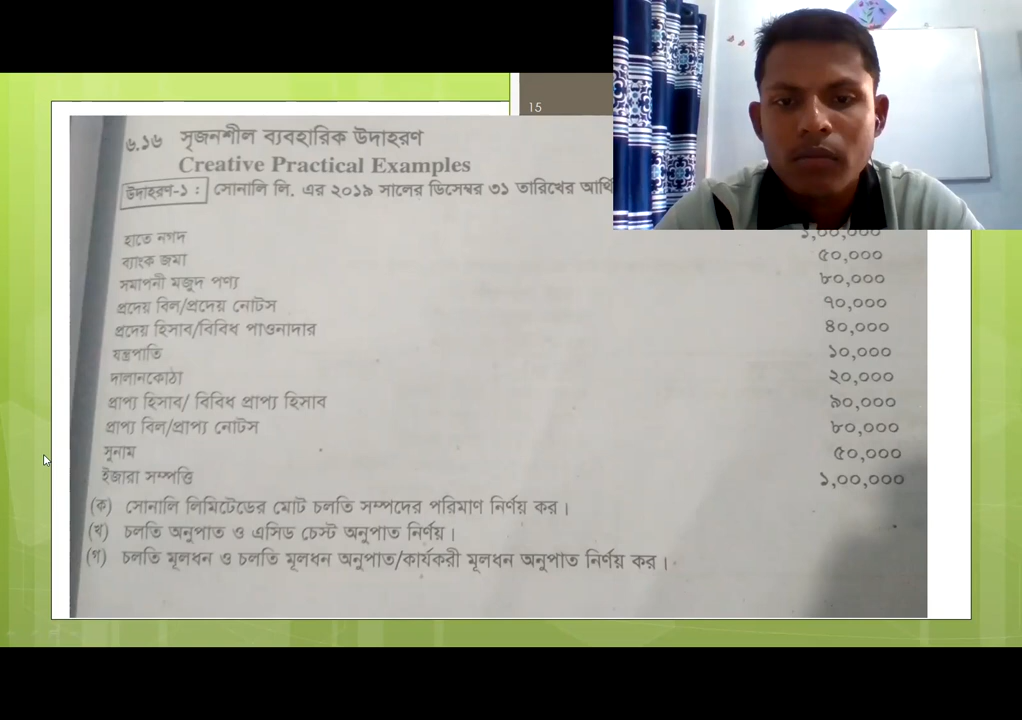 15
৬.১৬ সৃজনশীল ব্যবহারিক উদাহরণ
Creative Practical Examples
উদাহরণ-১ : সোনালি লি. এর ২০১৯ সালের ডিসেম্বর ৩১ তারিখের
হাতে নগদ ১,০০,০০০
ব্যাংক জমা ৫০,০০০
সমাপনী মজুদ পণ্য ৮০,০০০
প্রদেয় বিল/প্রদেয় নোটস ৭০,০০০
প্রদেয় হিসাব/বিবিধ পাওনাদার ৪০,০০০
যন্ত্রপাতি ১০,০০০
দালানকোঠা ২০,০০০
প্রাপ্য হিসাব/ বিবিধ প্রাপ্য হিসাব ৯০,০০০
প্রাপ্য বিল/প্রাপ্য নোটস ৮০,০০০
সুনাম ৫০,০০০
ইজারা সম্পত্তি ১,০০,০০০
(ক) সোনালি লিমিটেডের মোট চলতি সম্পদের পরিমাণ নির্ণয় কর।
(খ) চলতি অনুপাত ও এসিড চেস্ট অনুপাত নির্ণয়।
(গ) চলতি মূলধন ও চলতি মূলধন অনুপাত/কার্যকরী মূলধন অনুপাত নির্ণয় কর।